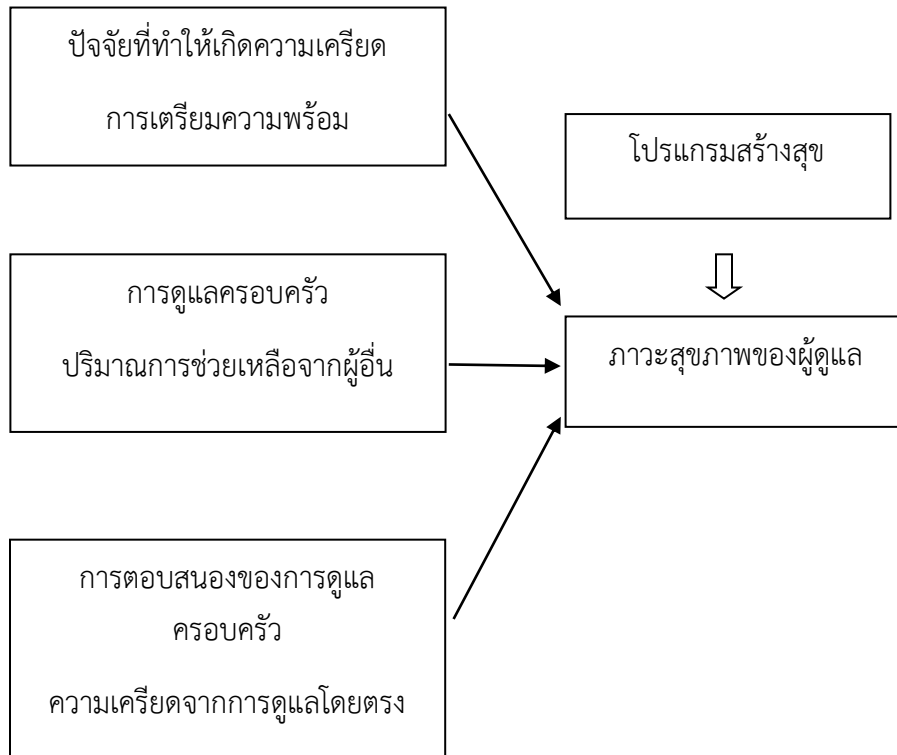 ปัจจัยที่ทำให้เกิดความเครียด
การเตรียมความพร้อม
โปรแกรมสร้างสุข
การดูแลครอบครัว
ปริมาณการช่วยเหลือจากผู้อื่น
ภาวะสุขภาพของผู้ดูแล
การตอบสนองของการดูแล
ครอบครัว
ความเครียดจากการดูแลโดยตรง